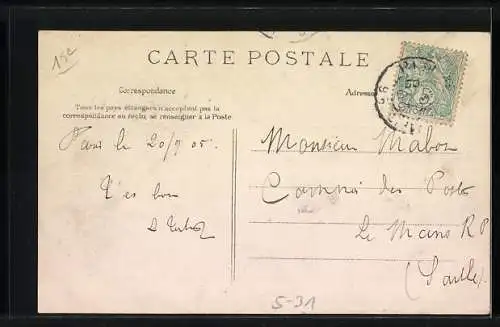 15e
CARTE POSTALE
Correspondance
Adresse
Tous les pays étrangers n'acceptent pas la
correspondance au recto, se renseigner à la Poste
Paris le 20/9 05.
Monsieur Mabon
Commis des Postes
Le Mans RP
(Sarthe)
5-31